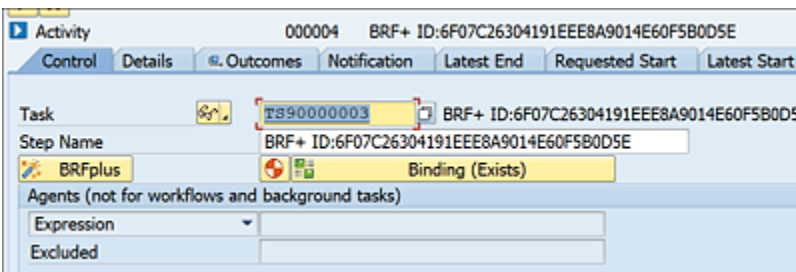 Activity 000004 BRF+ ID:6F07C26304191EEE8A9014E60F5B0D5E
Control Details Outcomes Notification Latest End Requested Start Latest Start
Task TS90000003 BRF+ ID:6F07C26304191EEE8A9014E60F5B0D5
Step Name BRF+ ID:6F07C26304191EEE8A9014E60F5B0D5E
BRFplus Binding (Exists)
Agents (not for workflows and background tasks)
Expression
Excluded